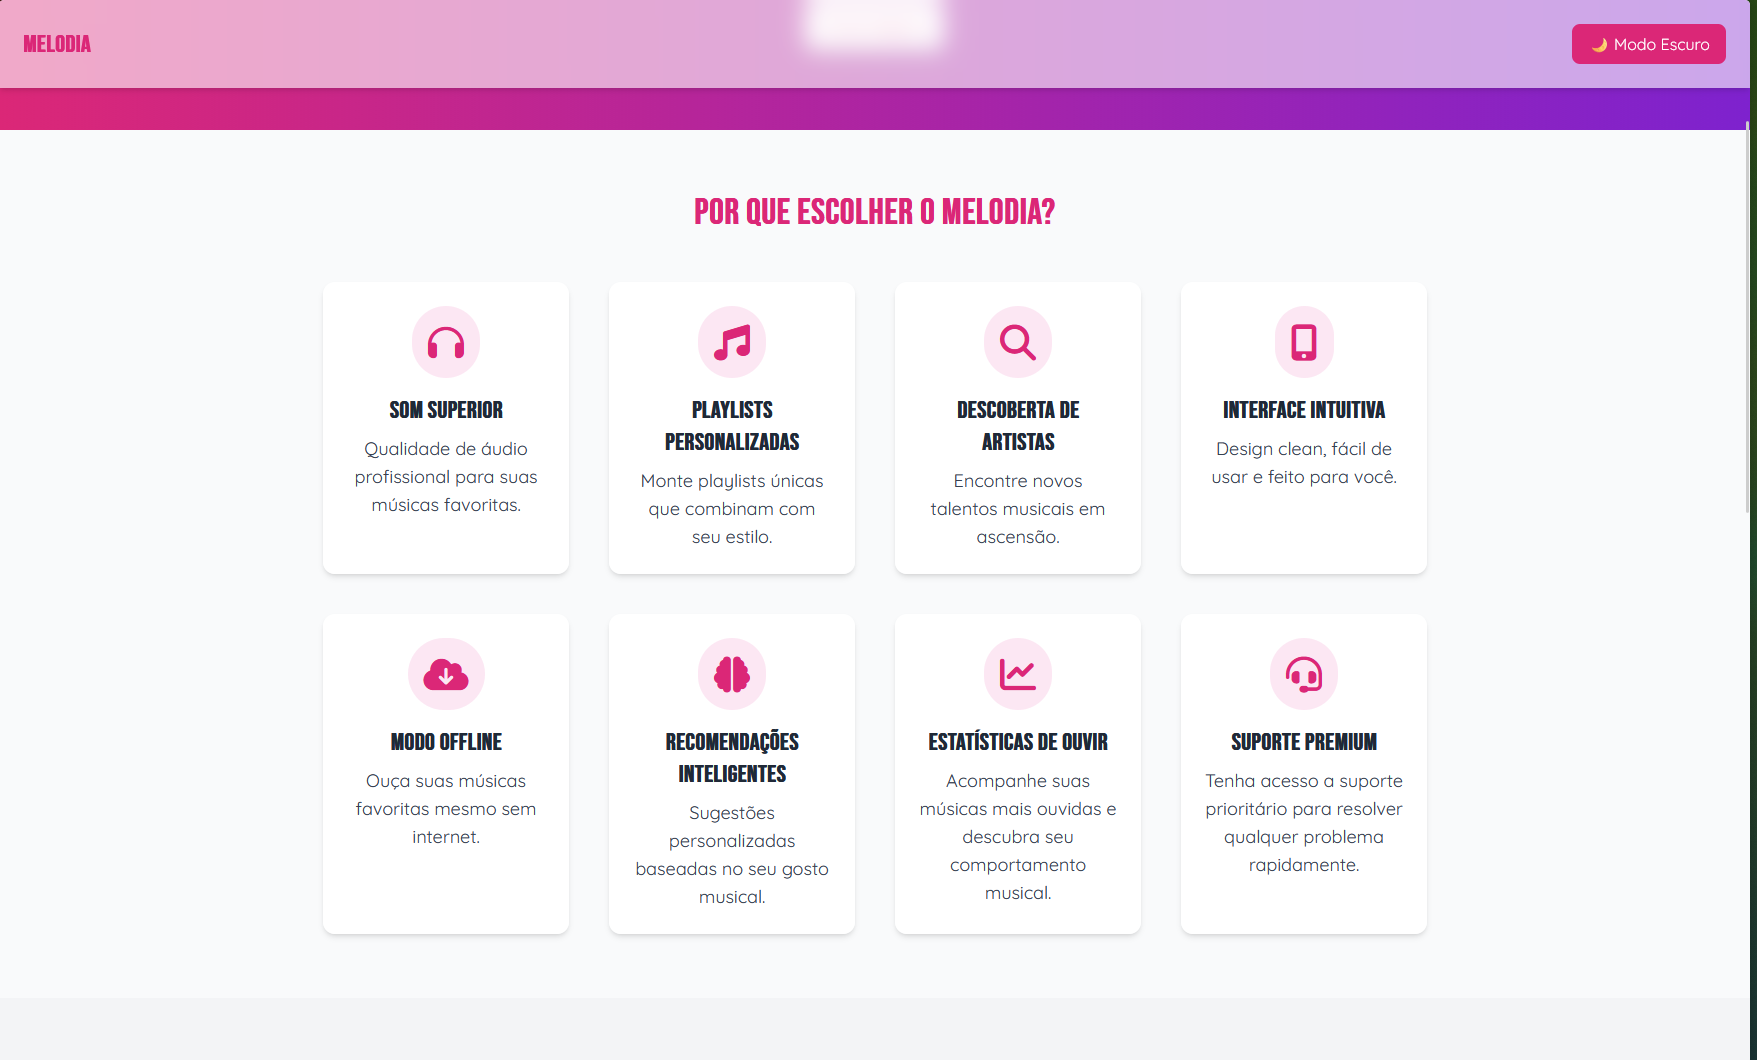 MELODIA
🌙 Modo Escuro
POR QUE ESCOLHER O MELODIA?
SOM SUPERIOR
Qualidade de áudio
profissional para suas
músicas favoritas.
PLAYLISTS
PERSONALIZADAS
Monte playlists únicas
que combinam com
seu estilo.
DESCOBERTA DE
ARTISTAS
Encontre novos
talentos musicais em
ascensão.
INTERFACE INTUITIVA
Design clean, fácil de
usar e feito para você.
MODO OFFLINE
Ouça suas músicas
favoritas mesmo sem
internet.
RECOMENDAÇÕES
INTELIGENTES
Sugestões
personalizadas
baseadas no seu gosto
musical.
ESTATÍSTICAS DE OUVIR
Acompanhe suas
músicas mais ouvidas e
descubra seu
comportamento
musical.
SUPORTE PREMIUM
Tenha acesso a suporte
prioritário para resolver
qualquer problema
rapidamente.